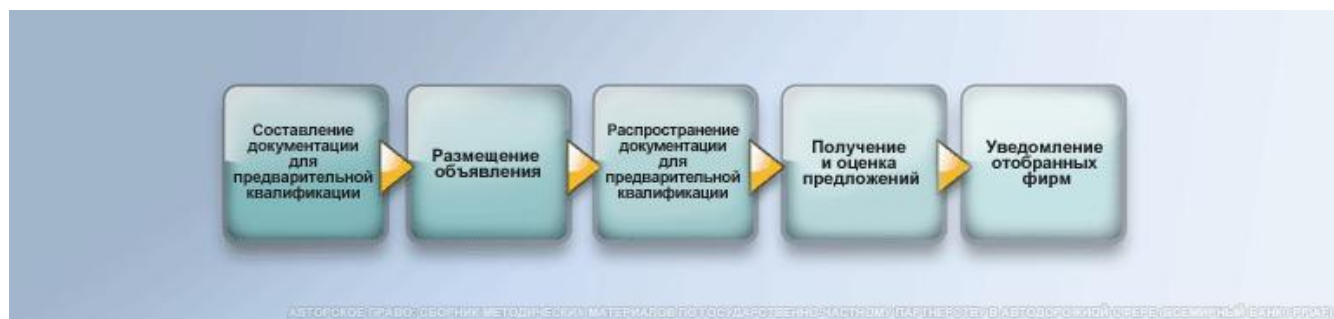 Составление
документации
для
предварительной
квалификации
Размещение
объявления
Распространение
документации
для
предварительной
квалификации
Получение
и оценка
предложений
Уведомление
отобранных
фирм
АВТОРСКОЕ ПРАВО: СБОРНИК МЕТОДИЧЕСКИХ МАТЕРИАЛОВ ПО ГОСУДАРСТВЕННО-ЧАСТНОМУ ПАРТНЕРСТВУ В АВТОДОРОЖНОЙ СФЕРЕ (ВСЕМИРНЫЙ БАНК/ PPIAF)